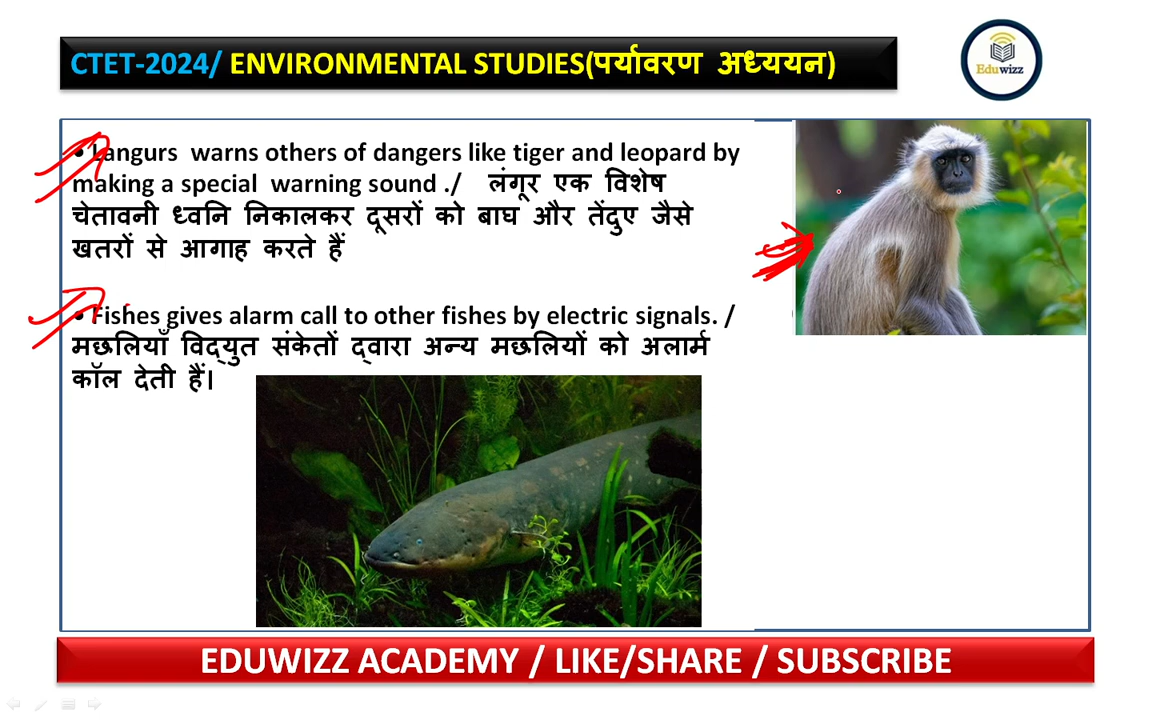 CTET-2024/ ENVIRONMENTAL STUDIES(पर्यावरण अध्ययन)
Eduwizz
• Langurs warns others of dangers like tiger and leopard by
making a special warning sound ./ लंगूर एक विशेष
चेतावनी ध्वनि निकालकर दूसरों को बाघ और तेंदुए जैसे
खतरों से आगाह करते हैं
• Fishes gives alarm call to other fishes by electric signals. /
मछलियाँ विद्युत संकेतों द्वारा अन्य मछलियों को अलार्म
कॉल देती हैं।
EDUWIZZ ACADEMY / LIKE/SHARE / SUBSCRIBE